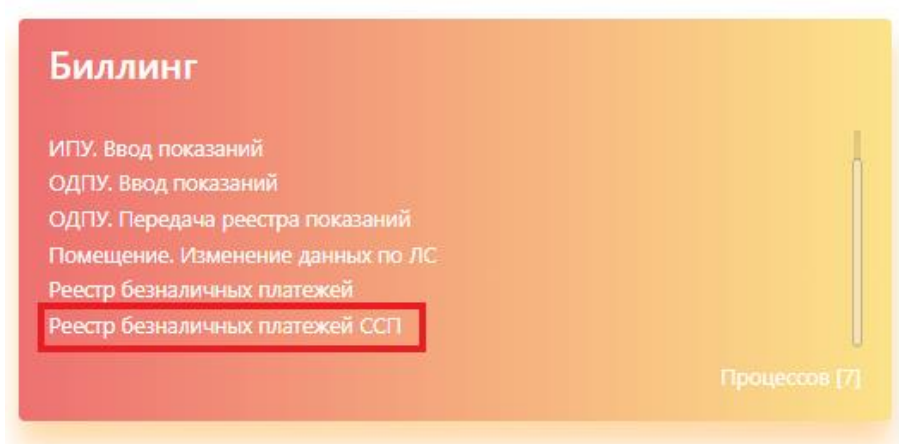 Биллинг
ИПУ. Ввод показаний
ОДПУ. Ввод показаний
ОДПУ. Передача реестра показаний
Помещение. Изменение данных по ЛС
Реестр безналичных платежей
Реестр безналичных платежей ССП
Процессов [7]